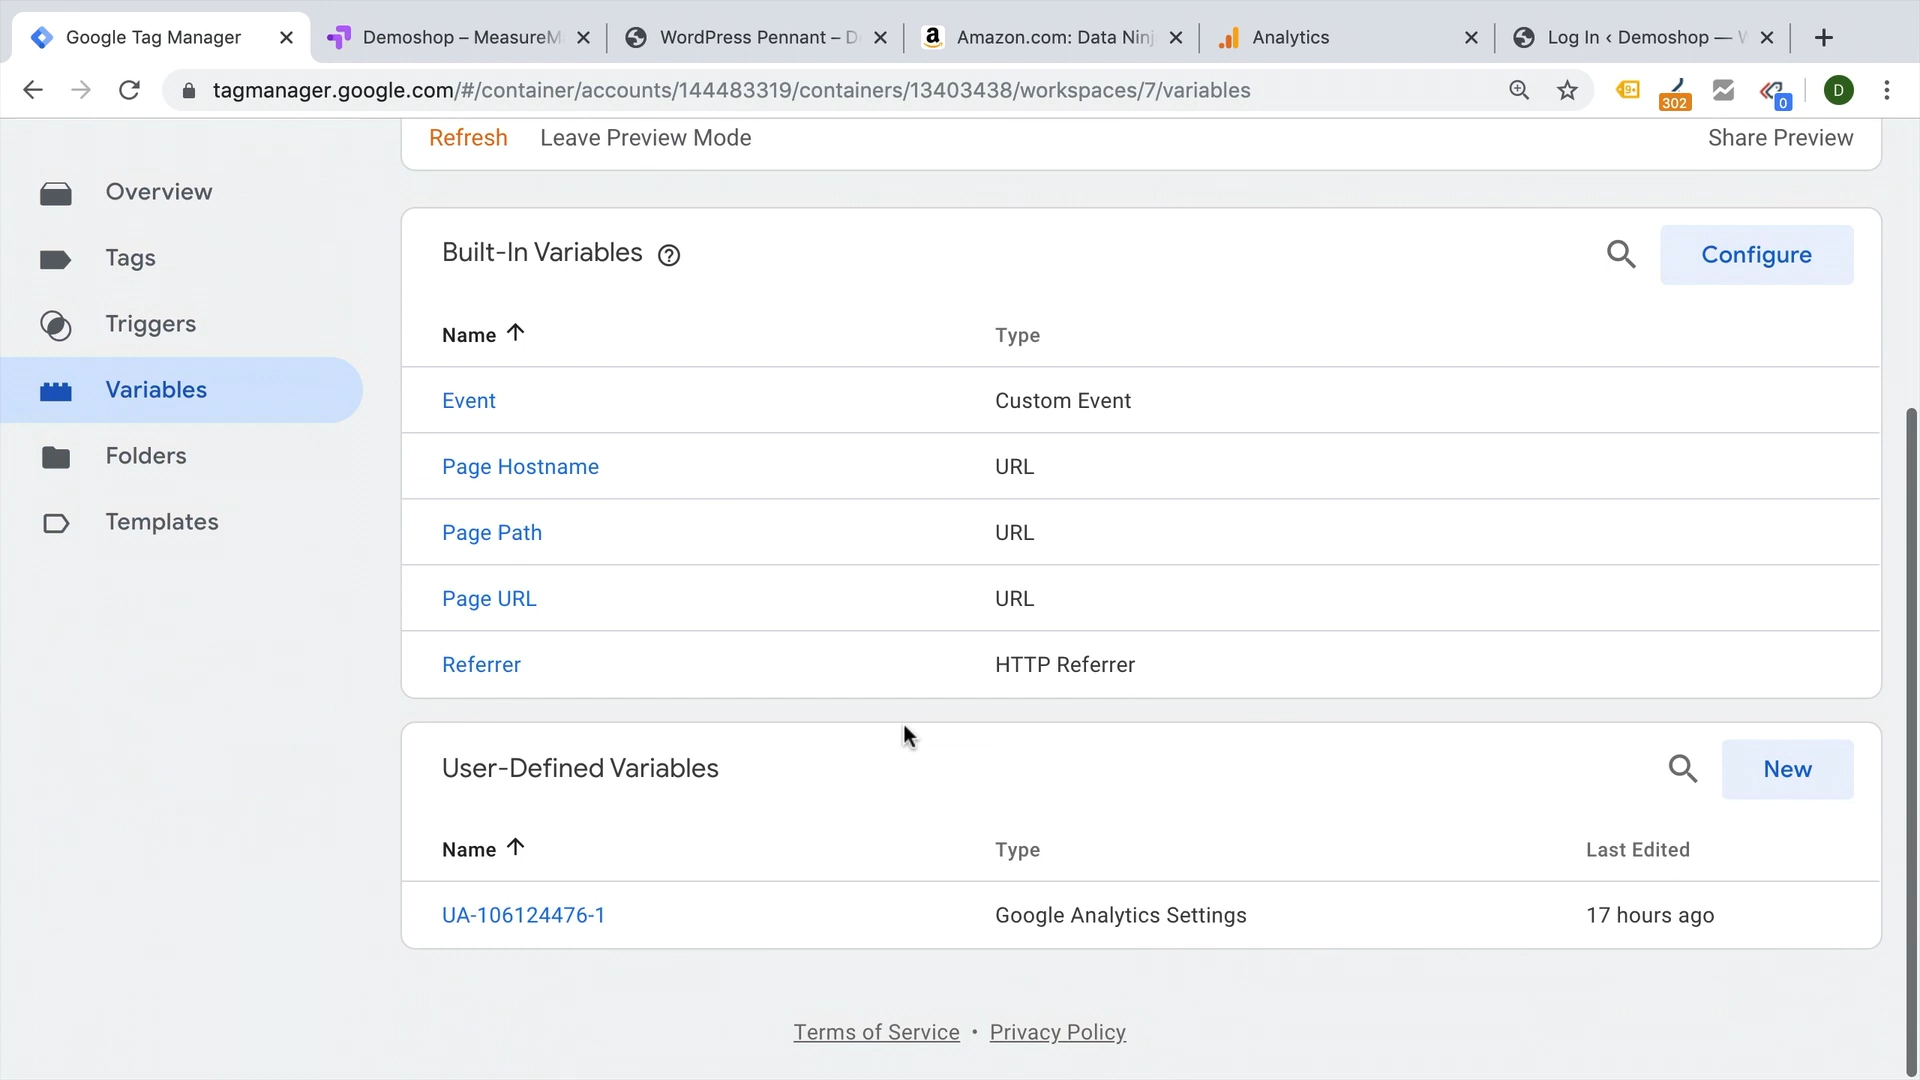 Google Tag Manager
Demoshop – MeasureM
WordPress Pennant – D
Amazon.com: Data Ninj
Analytics
Log In ‹ Demoshop — W
tagmanager.google.com/#/container/accounts/144483319/containers/13403438/workspaces/7/variables
302
0
D
Refresh
Leave Preview Mode
Share Preview
Overview
Tags
Triggers
Variables
Folders
Templates
Built-In Variables
Configure
Name
Type
Event
Custom Event
Page Hostname
URL
Page Path
URL
Page URL
URL
Referrer
HTTP Referrer
User-Defined Variables
New
Name
Type
Last Edited
UA-106124476-1
Google Analytics Settings
17 hours ago
Terms of Service • Privacy Policy